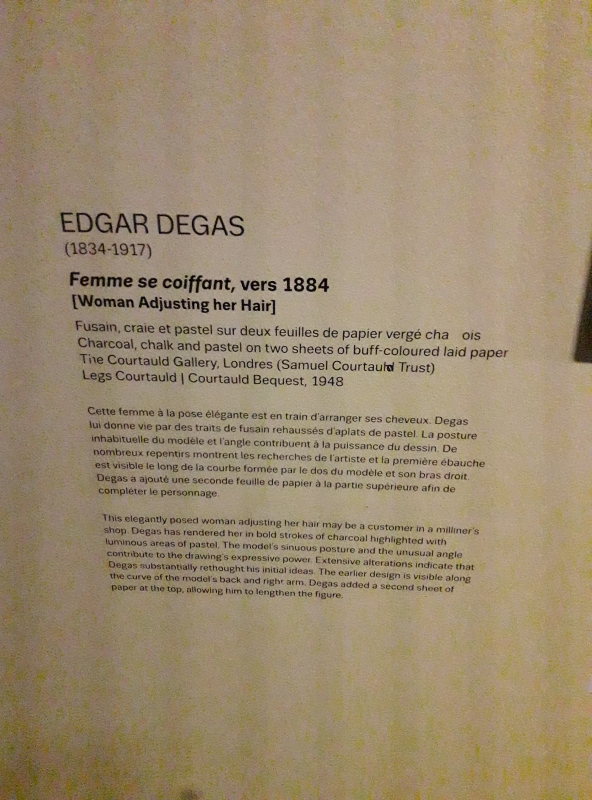 EDGAR DEGAS
(1834-1917)
Femme se coiffant, vers 1884
[Woman Adjusting her Hair]
Fusain, craie et pastel sur deux feuilles de papier vergé cha ois
Charcoal, chalk and pastel on two sheets of buff-coloured laid paper
The Courtauld Gallery, Londres (Samuel Courtauld Trust)
Legs Courtauld | Courtauld Bequest, 1948
Cette femme à la pose élégante est en train d'arranger ses cheveux. Degas
lui donne vie par des traits de fusain rehaussés d'aplats de pastel. La posture
inhabituelle du modèle et l'angle contribuent à la puissance du dessin. De
nombreux repentirs montrent les recherches de l'artiste et la première ébauche
est visible le long de la courbe formée par le dos du modèle et son bras droit.
Degas a ajouté une seconde feuille de papier à la partie supérieure afin de
compléter le personnage.
This elegantly posed woman adjusting her hair may be a customer in a milliner's
shop. Degas has rendered her in bold strokes of charcoal highlighted with
luminous areas of pastel. The model's sinuous posture and the unusual angle
contribute to the drawing's expressive power. Extensive alterations indicate that
Degas substantially rethought his initial ideas. The earlier design is visible along
the curve of the model's back and right arm. Degas added a second sheet of
paper at the top, allowing him to lengthen the figure.